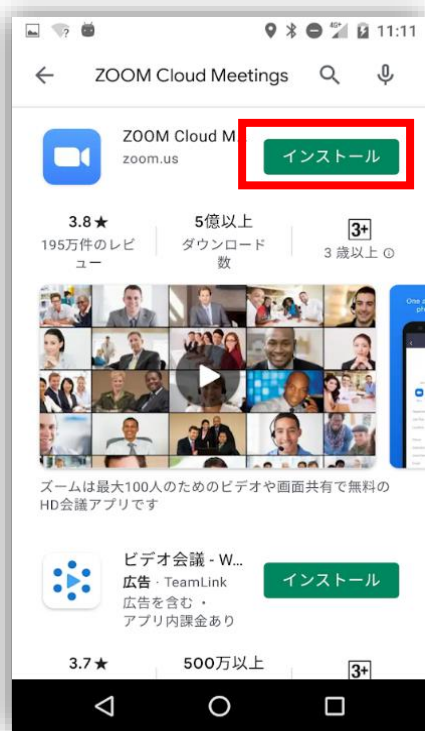 11:11
ZOOM Cloud Meetings
ZOOM Cloud M...
zoom.us
インストール
3.8★
195万件のレビ
ュー
5億以上
ダウンロード
数
3+
3 歳以上
ズームは最大100人のためのビデオや画面共有で無料の
HD会議アプリです
ビデオ会議 - W...
広告・TeamLink
広告を含む・
アプリ内課金あり
インストール
3.7★
500万以上
3+